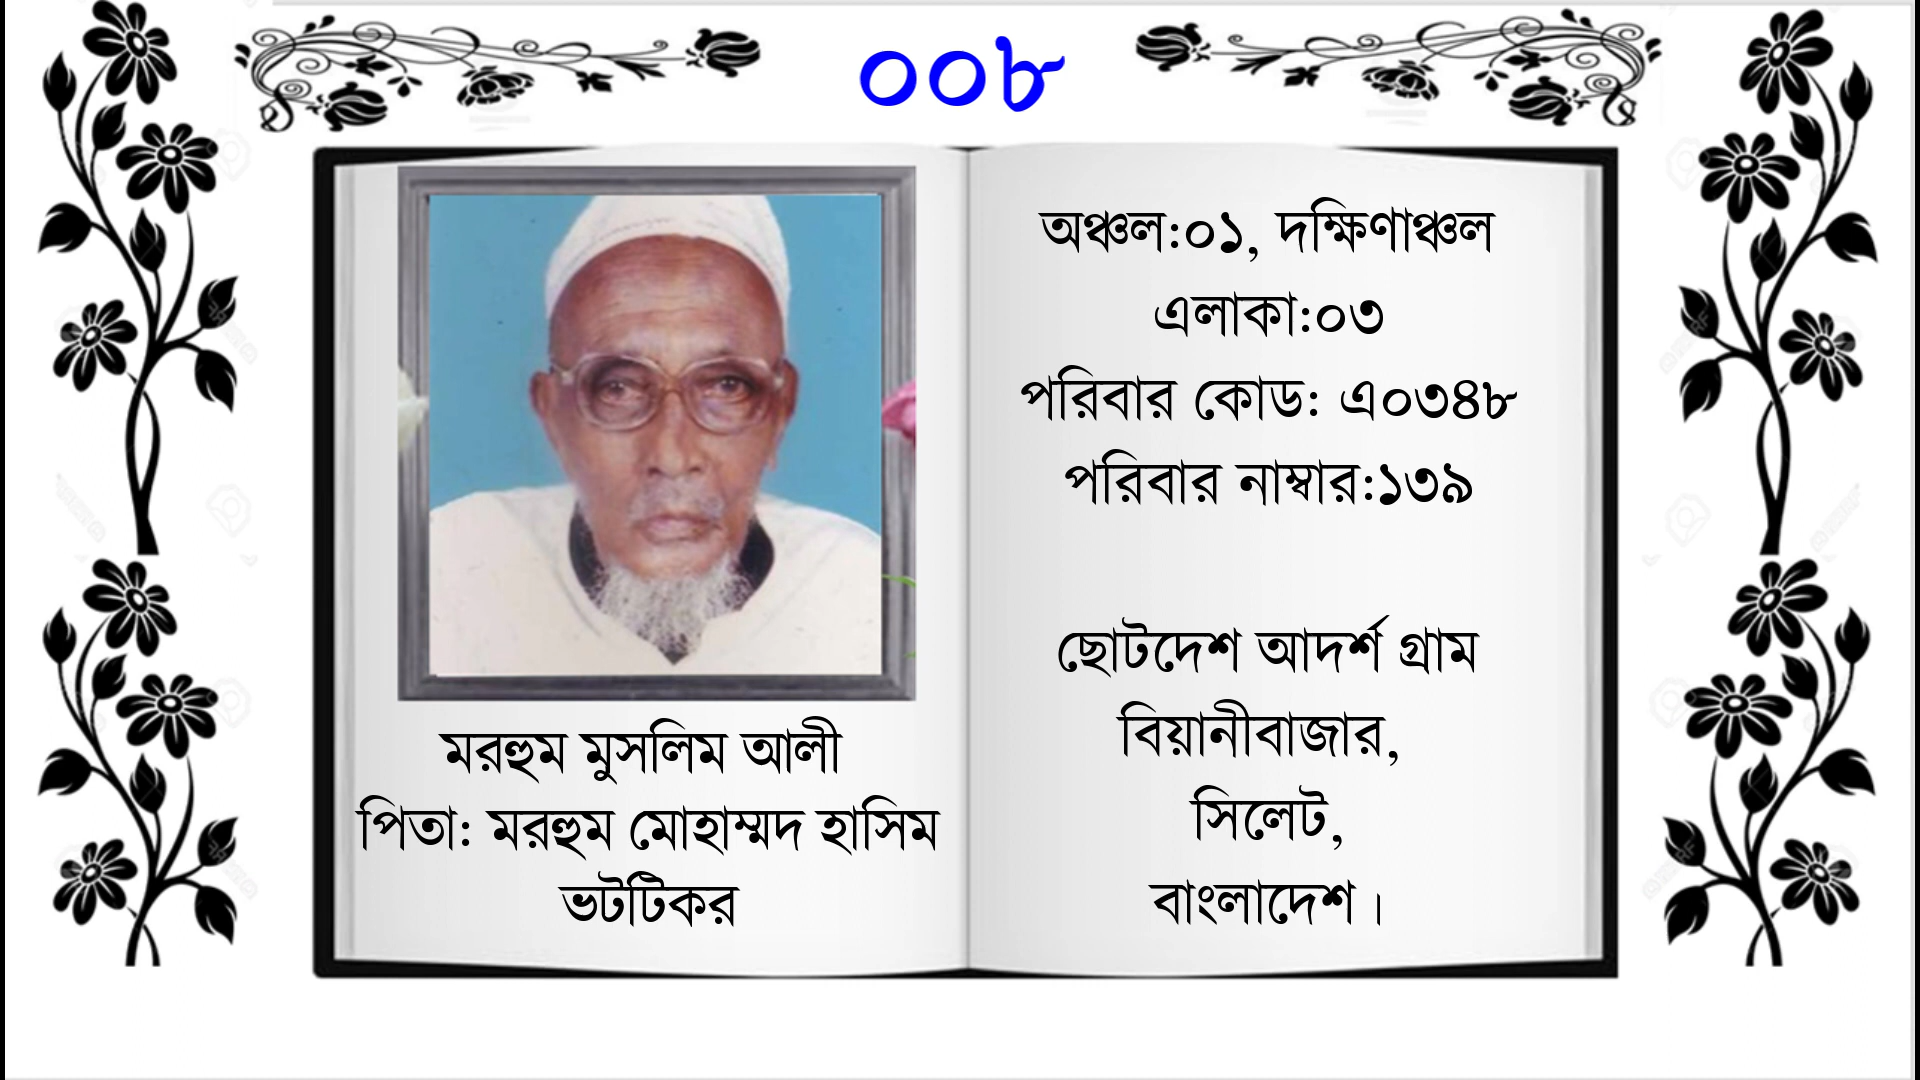 ০০৮
মরহুম মুসলিম আলী
পিতা: মরহুম মোহাম্মদ হাসিম
ভটটিকর
অঞ্চল:০১, দক্ষিণাঞ্চল
এলাকা:০৩
পরিবার কোড: এ০৩৪৮
পরিবার নাম্বার:১৩৯
ছোটদেশ আদর্শ গ্রাম
বিয়ানীবাজার,
সিলেট,
বাংলাদেশ।